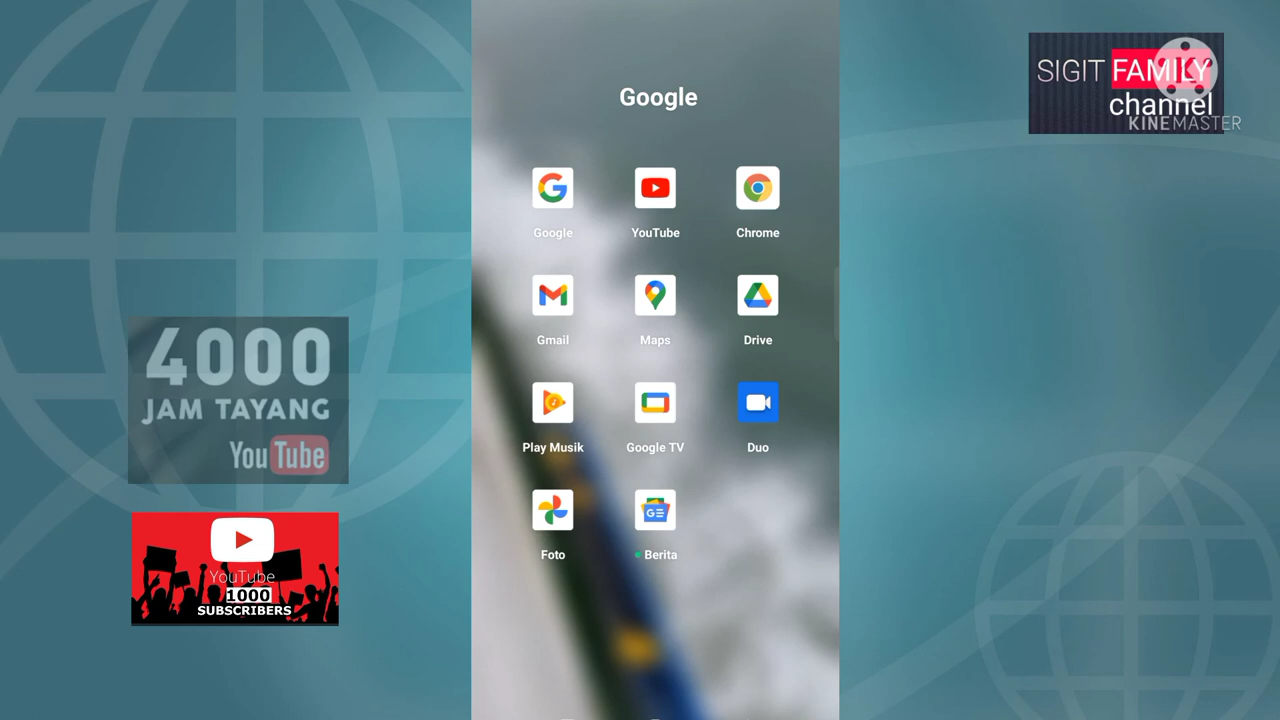 SIGIT FAMILY
channel
KINEMASTER
Google
Google
YouTube
Chrome
Gmail
Maps
Drive
Play Musik
Google TV
Duo
Foto
Berita
4000
JAM TAYANG
YouTube
YouTube
1000
SUBSCRIBERS